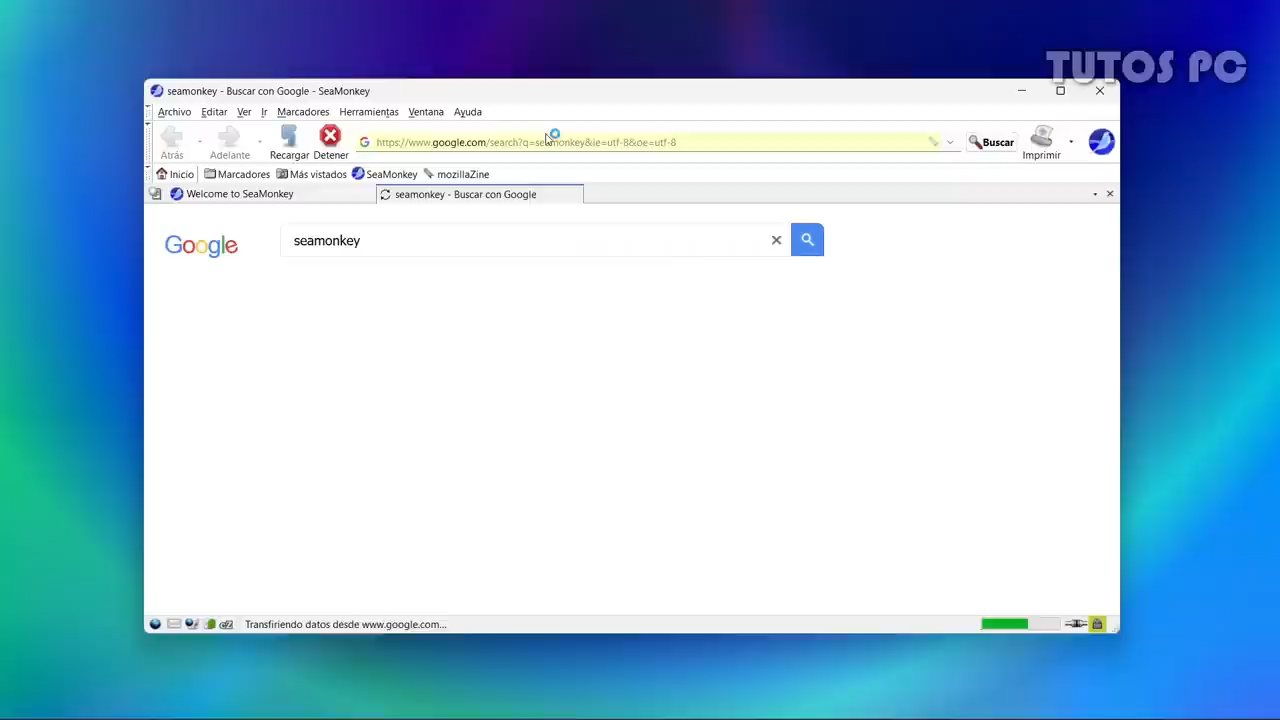 TUTOS PC
seamonkey - Buscar con Google - SeaMonkey
Archivo Editar Ver Ir Marcadores Herramientas Ventana Ayuda
https://www.google.com/search?q=seamonkey&ie=utf-8&oe=utf-8 Buscar
Atrás Adelante Recargar Detener Imprimir
Inicio Marcadores Más vistados SeaMonkey mozillaZine
Welcome to SeaMonkey seamonkey - Buscar con Google
Google seamonkey
Transfiriendo datos desde www.google.com...